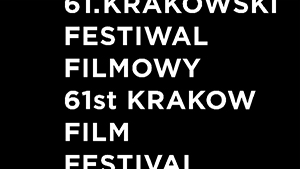 61.KRAKOWSKI
FESTIWAL
FILMOWY
61st KRAKOW
FILM
FESTIVAL